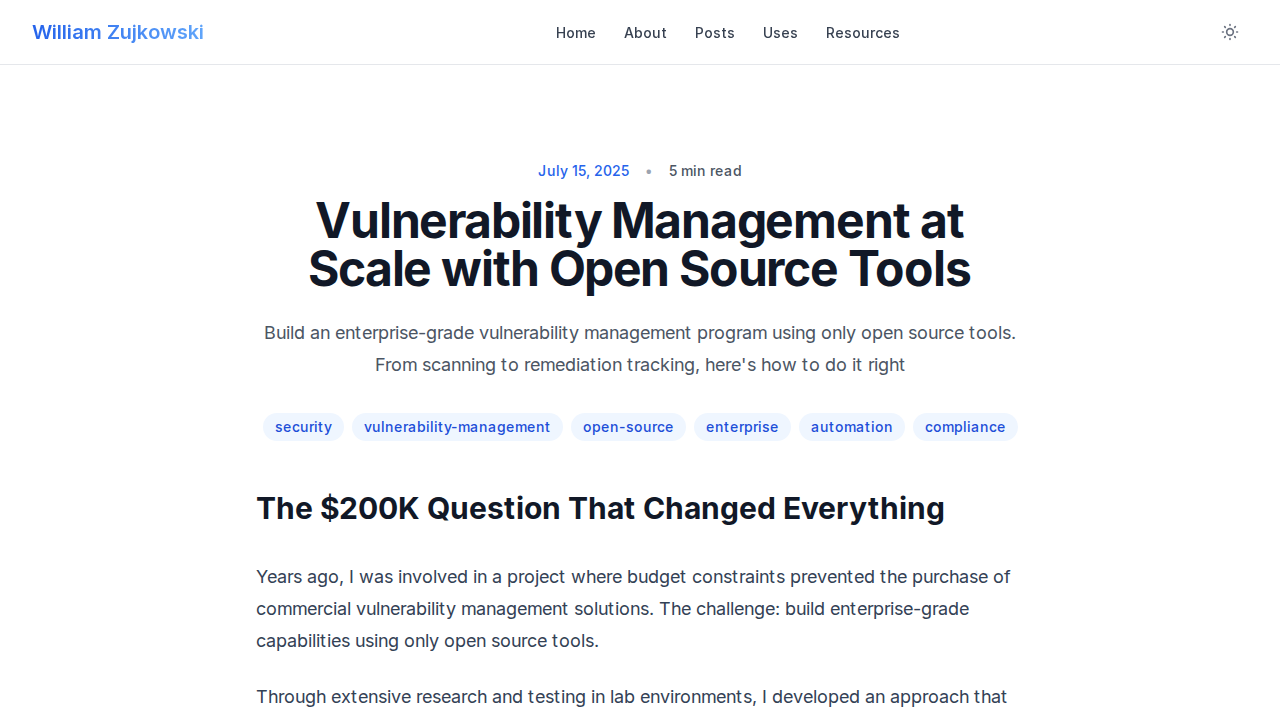 William Zujkowski
Home About Posts Uses Resources
July 15, 2025 • 5 min read
Vulnerability Management at
Scale with Open Source Tools
Build an enterprise-grade vulnerability management program using only open source tools.
From scanning to remediation tracking, here's how to do it right
security vulnerability-management open-source enterprise automation compliance
The $200K Question That Changed Everything
Years ago, I was involved in a project where budget constraints prevented the purchase of
commercial vulnerability management solutions. The challenge: build enterprise-grade
capabilities using only open source tools.
Through extensive research and testing in lab environments, I developed an approach that